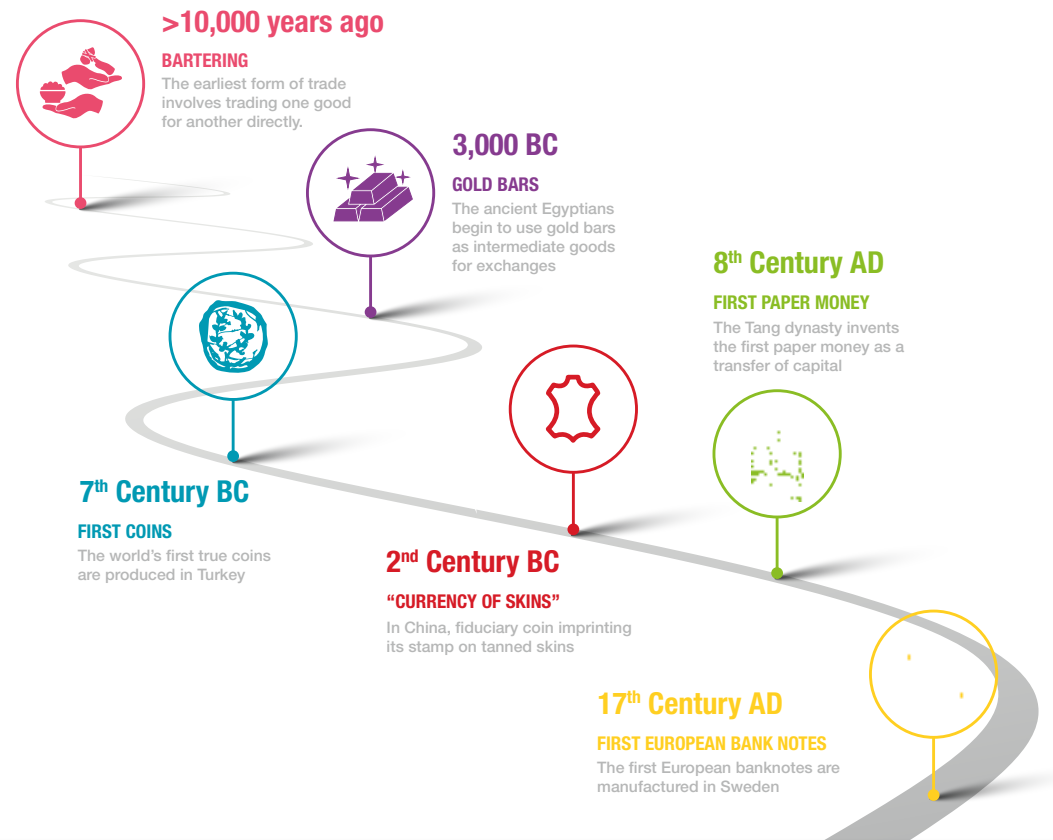 >10,000 years ago
BARTERING
The earliest form of trade
involves trading one good
for another directly.
3,000 BC
GOLD BARS
The ancient Egyptians
begin to use gold bars
as intermediate goods
for exchanges
7th Century BC
FIRST COINS
The world’s first true coins
are produced in Turkey
2nd Century BC
“CURRENCY OF SKINS”
In China, fiduciary coin imprinting
its stamp on tanned skins
8th Century AD
FIRST PAPER MONEY
The Tang dynasty invents
the first paper money as a
transfer of capital
17th Century AD
FIRST EUROPEAN BANK NOTES
The first European banknotes are
manufactured in Sweden